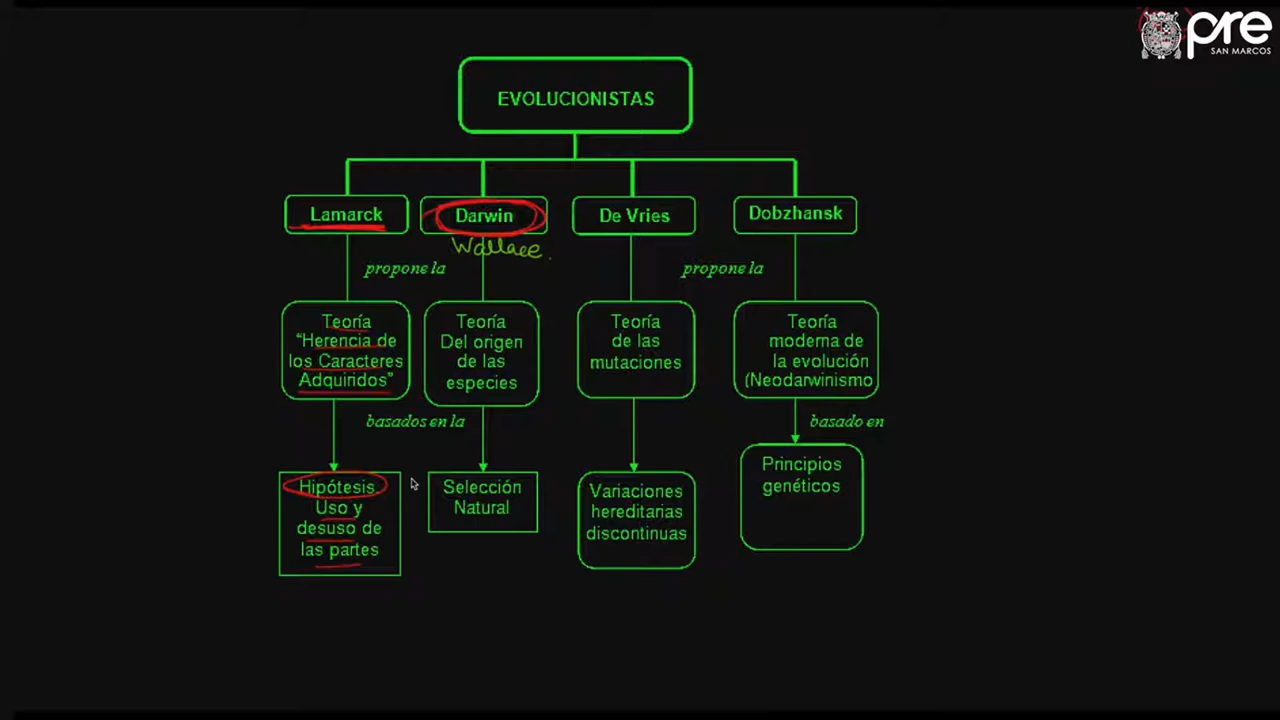 pre
SAN MARCOS
EVOLUCIONISTAS
Lamarck
Darwin
De Vries
Dobzhansk
Wallace.
propone la
propone la
Teoría
“Herencia de
los Caracteres
Adquiridos”
Teoría
Del origen
de las
especies
Teoría
de las
mutaciones
Teoría
moderna de
la evolución
(Neodarwinismo
basados en la
basado en
Hipótesis
Uso y
desuso de
las partes
Selección
Natural
Variaciones
hereditarias
discontinuas
Principios
genéticos